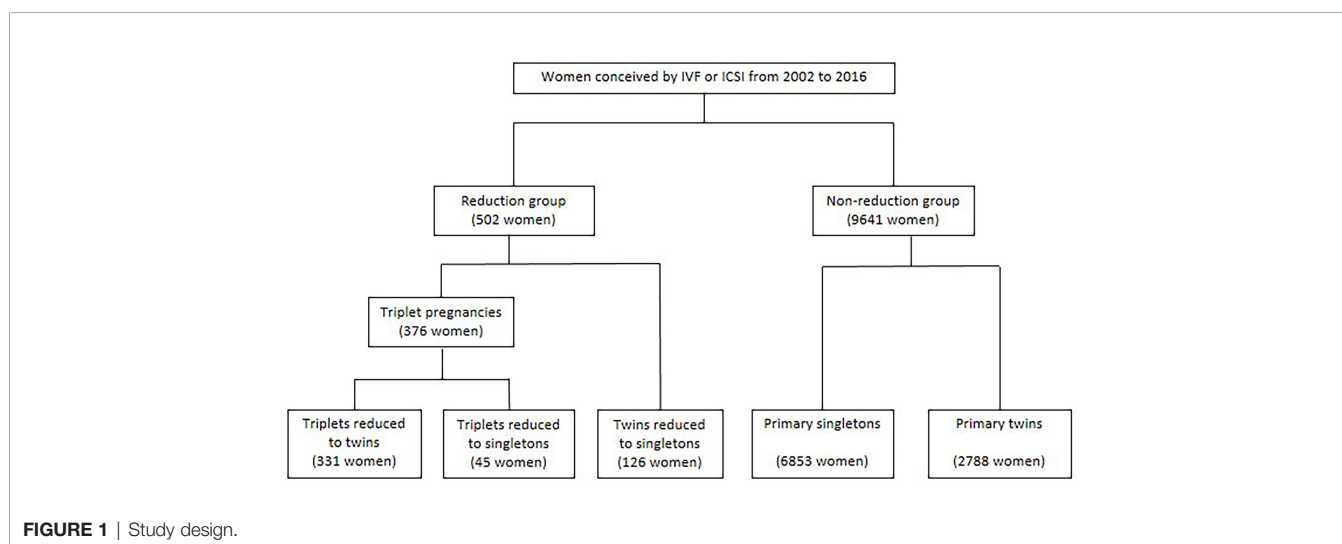 Women conceived by IVF or ICSI from 2002 to 2016
Reduction group
(502 women)
Non-reduction group
(9641 women)
Triplet pregnancies
(376 women)
Triplets reduced
to twins
(331 women)
Triplets reduced
to singletons
(45 women)
Twins reduced
to singletons
(126 women)
Primary singletons
(6853 women)
Primary twins
(2788 women)
FIGURE 1 | Study design.